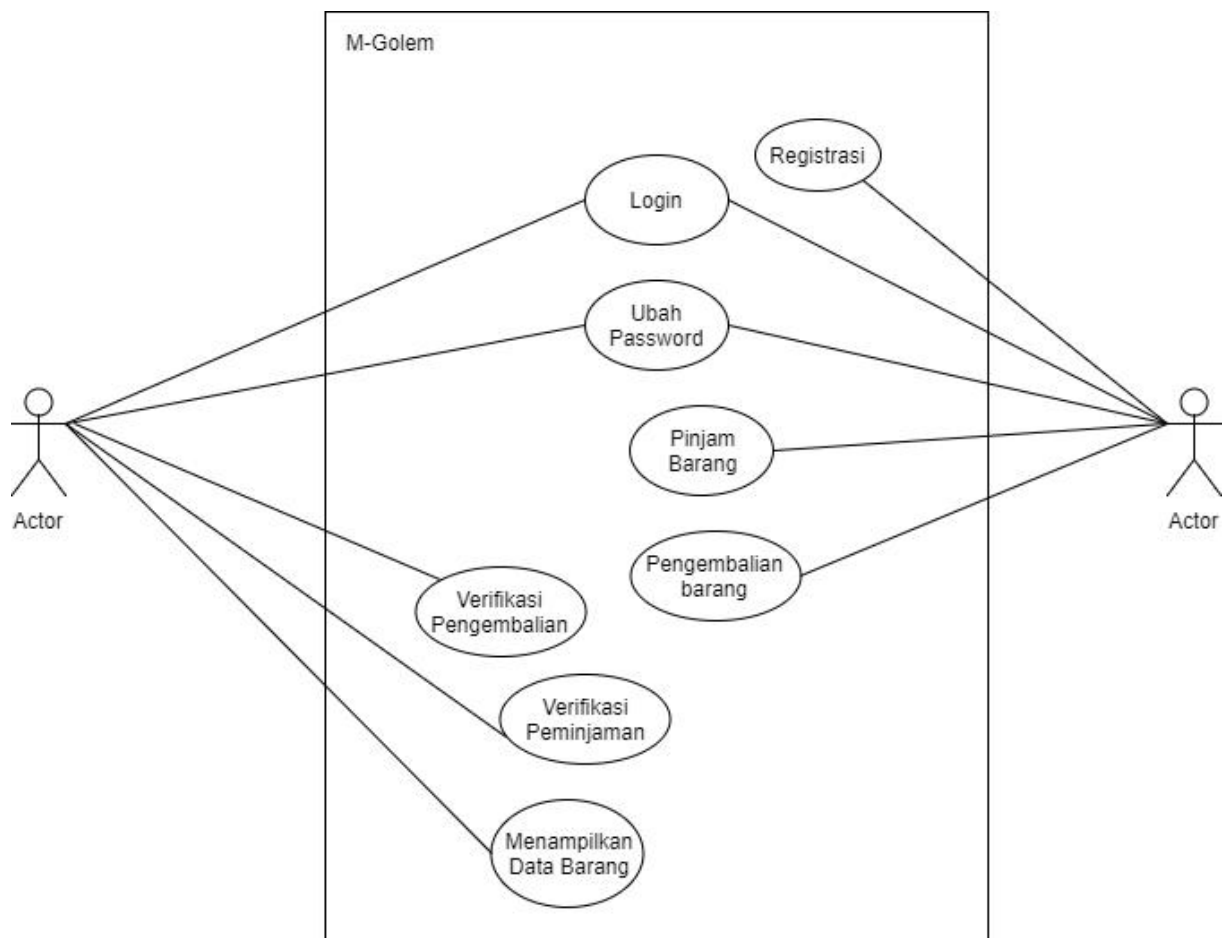 M-Golem
Registrasi
Login
Ubah
Password
Pinjam
Barang
Actor
Actor
Pengembalian
barang
Verifikasi
Pengembalian
Verifikasi
Peminjaman
Menampilkan
Data Barang